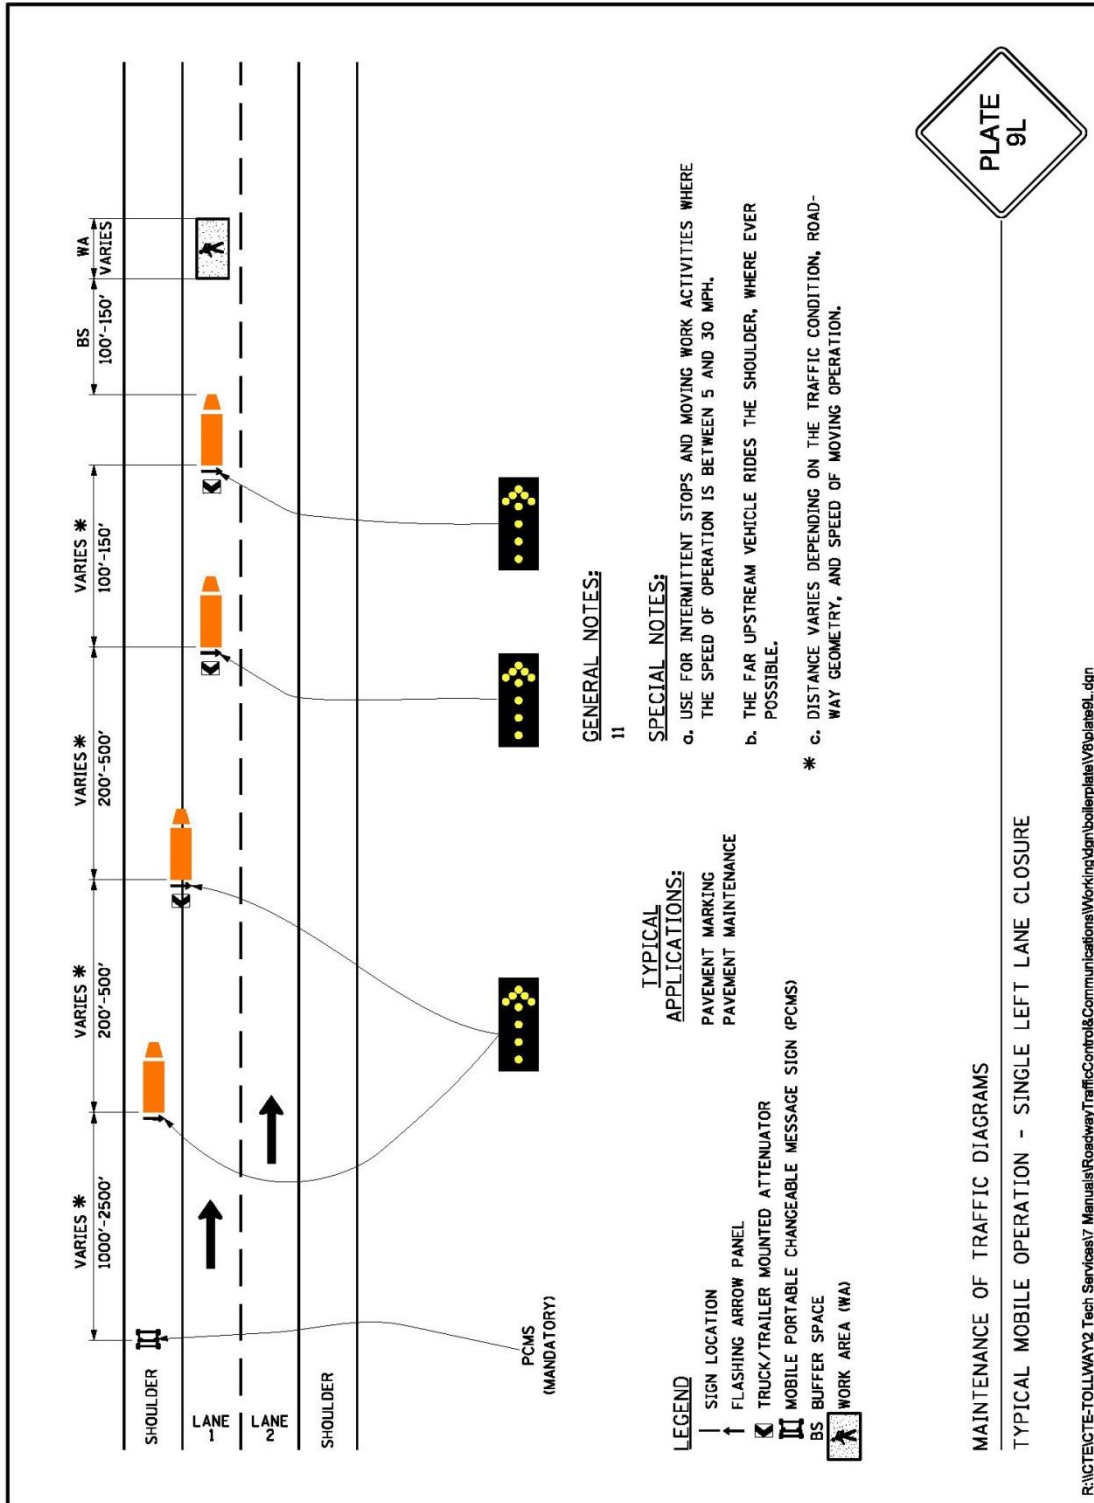 VARIES *
1000'-2500'
VARIES *
200'-500'
VARIES *
200'-500'
VARIES *
100'-150'
BS
100'-150'
WA
VARIES
SHOULDER
LANE
1
LANE
2
SHOULDER
PCMS
(MANDATORY)
GENERAL NOTES:
11
SPECIAL NOTES:
a. USE FOR INTERMITTENT STOPS AND MOVING WORK ACTIVITIES WHERE
THE SPEED OF OPERATION IS BETWEEN 5 AND 30 MPH.
b. THE FAR UPSTREAM VEHICLE RIDES THE SHOULDER, WHERE EVER
POSSIBLE.
* c. DISTANCE VARIES DEPENDING ON THE TRAFFIC CONDITION, ROAD-
WAY GEOMETRY, AND SPEED OF MOVING OPERATION.
TYPICAL
APPLICATIONS:
PAVEMENT MARKING
PAVEMENT MAINTENANCE
LEGEND
SIGN LOCATION
FLASHING ARROW PANEL
TRUCK/TRAILER MOUNTED ATTENUATOR
MOBILE PORTABLE CHANGEABLE MESSAGE SIGN (PCMS)
BS BUFFER SPACE
WORK AREA (WA)
MAINTENANCE OF TRAFFIC DIAGRAMS
TYPICAL MOBILE OPERATION - SINGLE LEFT LANE CLOSURE
PLATE
9L
R:\\CTE\CTE-TOLLWAY\2 Tech Services\7 Manuals\RoadwayTrafficControl&Communications\Working\dgn\boilerplate\V8\plate9L.dgn